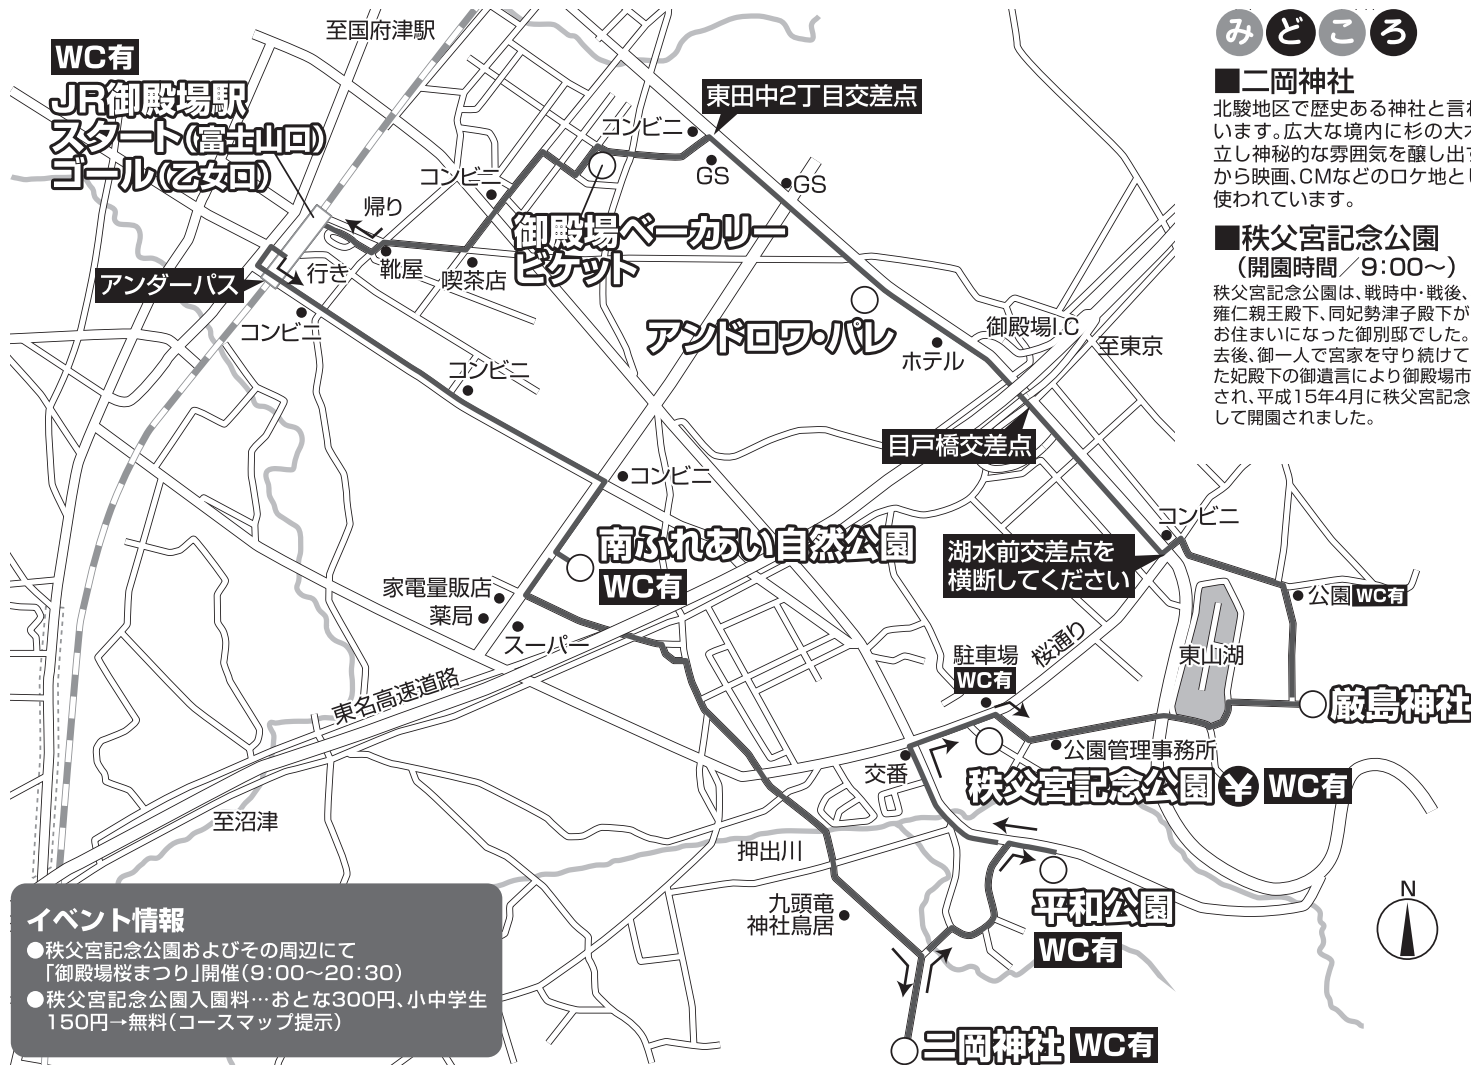 至国府津駅
WC有
JR御殿場駅
スタート(富士山口)
ゴール(乙女口)
東田中2丁目交差点
コンビニ
GS
GS
コンビニ
帰り
御殿場ベーカリー
ビケット
靴屋
喫茶店
行き
アンダーパス
コンビニ
アンドロワ・パレ
御殿場I.C
至東京
ホテル
コンビニ
目戸橋交差点
コンビニ
コンビニ
南ふれあい自然公園
WC有
湖水前交差点を
横断してください
家電量販店
薬局
スーパー
公園 WC有
東山湖
桜通り
駐車場
WC有
東名高速道路
厳島神社
公園管理事務所
交番
秩父宮記念公園 ¥ WC有
至沼津
押出川
九頭竜
神社鳥居
平和公園
WC有
N
二岡神社 WC有
イベント情報
●秩父宮記念公園およびその周辺にて
「御殿場桜まつり」開催(9:00〜20:30)
●秩父宮記念公園入園料…おとな300円、小中学生
150円→無料(コースマップ提示)
みどころ
■二岡神社
北駿地区で歴史ある神社と言わ
います。広大な境内に杉の大木
立し神秘的な雰囲気を醸し出す
から映画、CMなどのロケ地とし
使われています。
■秩父宮記念公園
(開園時間/9:00〜)
秩父宮記念公園は、戦時中・戦後、
雍仁親王殿下、同妃勢津子殿下が
お住まいになった御別邸でした。
去後、御一人で宮家を守り続けて
た妃殿下の御遺言により御殿場市
され、平成15年4月に秩父宮記念
して開園されました。